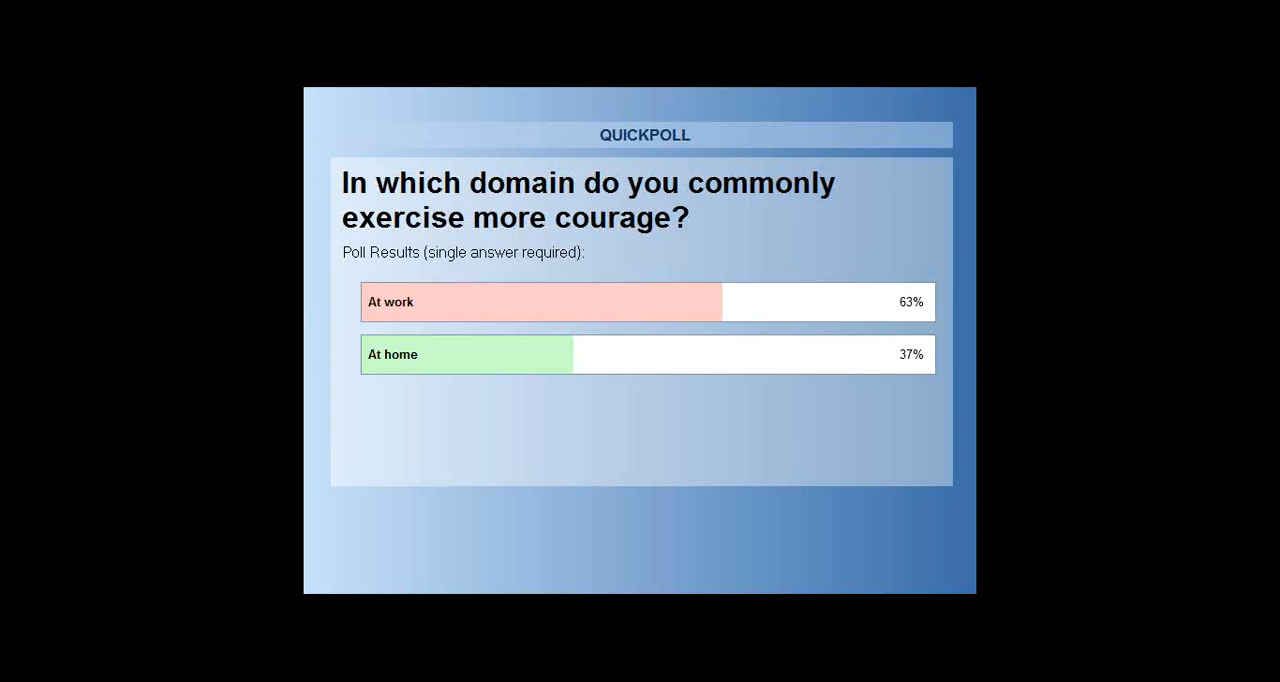 QUICKPOLL
In which domain do you commonly
exercise more courage?
Poll Results (single answer required):
At work 63%
At home 37%